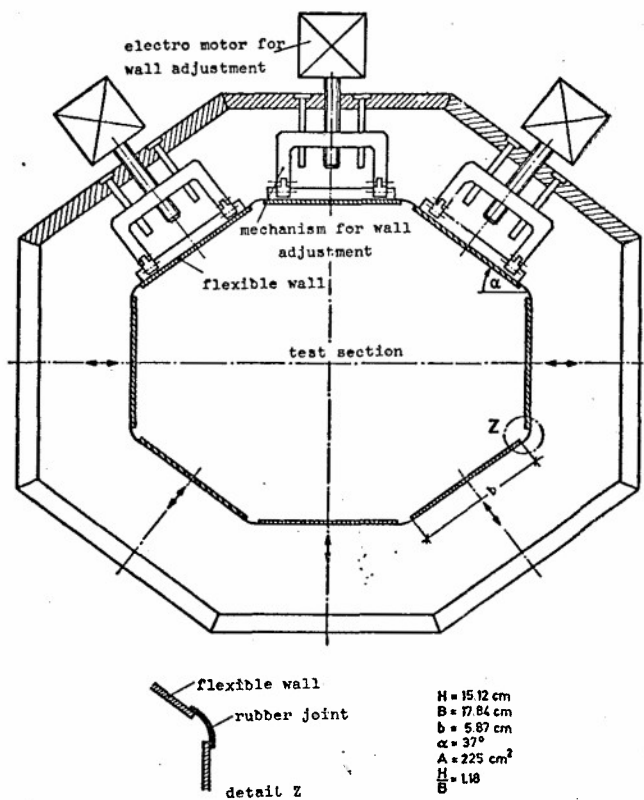 electro motor for
wall adjustment
mechanism for wall
adjustment
flexible wall
α
test section
Z
b
flexible wall
rubber joint
detail Z
H = 15.12 cm
B = 17.84 cm
b = 5.87 cm
α = 37°
A = 225 cm²
H/B = 1.18